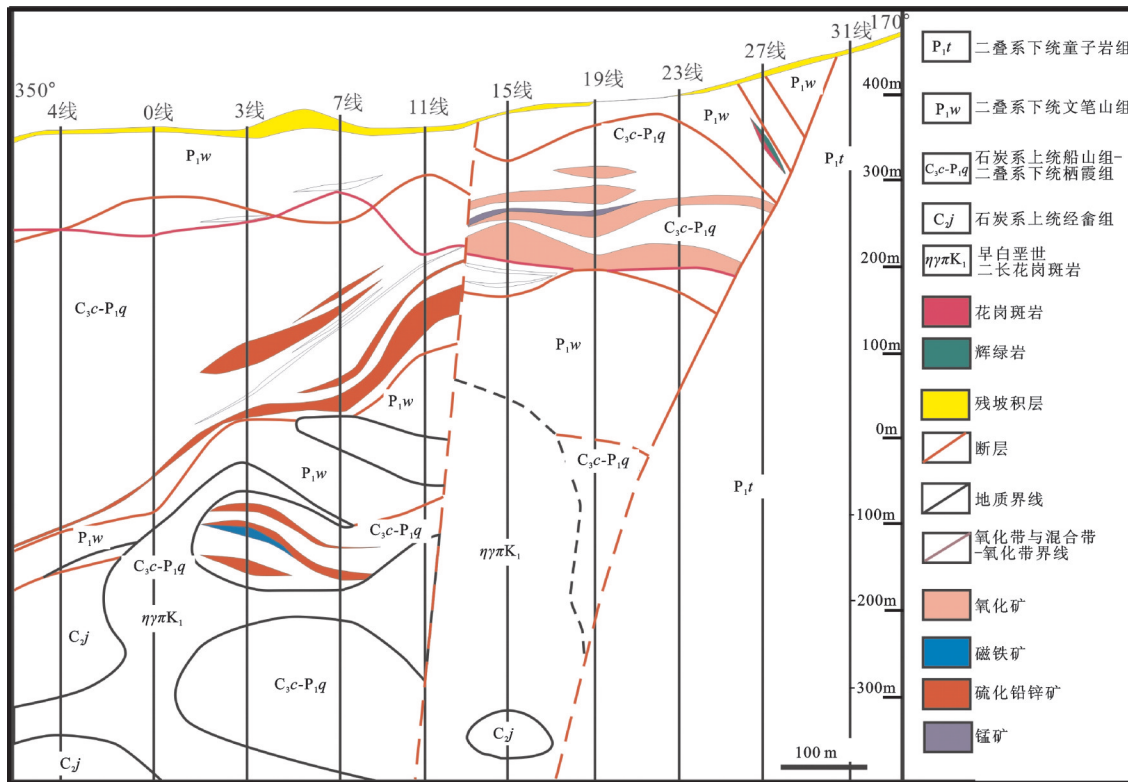 350°
4线
0线
3线
7线
11线
15线
19线
23线
27线
31线
170°
400m
300m
200m
100m
0m
-100m
-200m
-300m
P₁w
P₁w
P₁w
P₁t
C₃c-P₁q
C₃c-P₁q
C₃c-P₁q
P₁w
P₁w
P₁w
C₃c-P₁q
P₁t
P₁w
C₃c-P₁q
C₃c-P₁q
ηγπK₁
ηγπK₁
C₂j
C₃c-P₁q
C₂j
C₂j
100 m
P₁t 二叠系下统童子岩组
P₁w 二叠系下统文笔山组
C₃c-P₁q 石炭系上统船山组-
二叠系下统栖霞组
C₂j 石炭系上统经畲组
ηγπK₁ 早白垩世
二长花岗斑岩
花岗斑岩
辉绿岩
残坡积层
断层
地质界线
氧化带与混合带
-氧化带界线
氧化矿
磁铁矿
硫化铅锌矿
锰矿